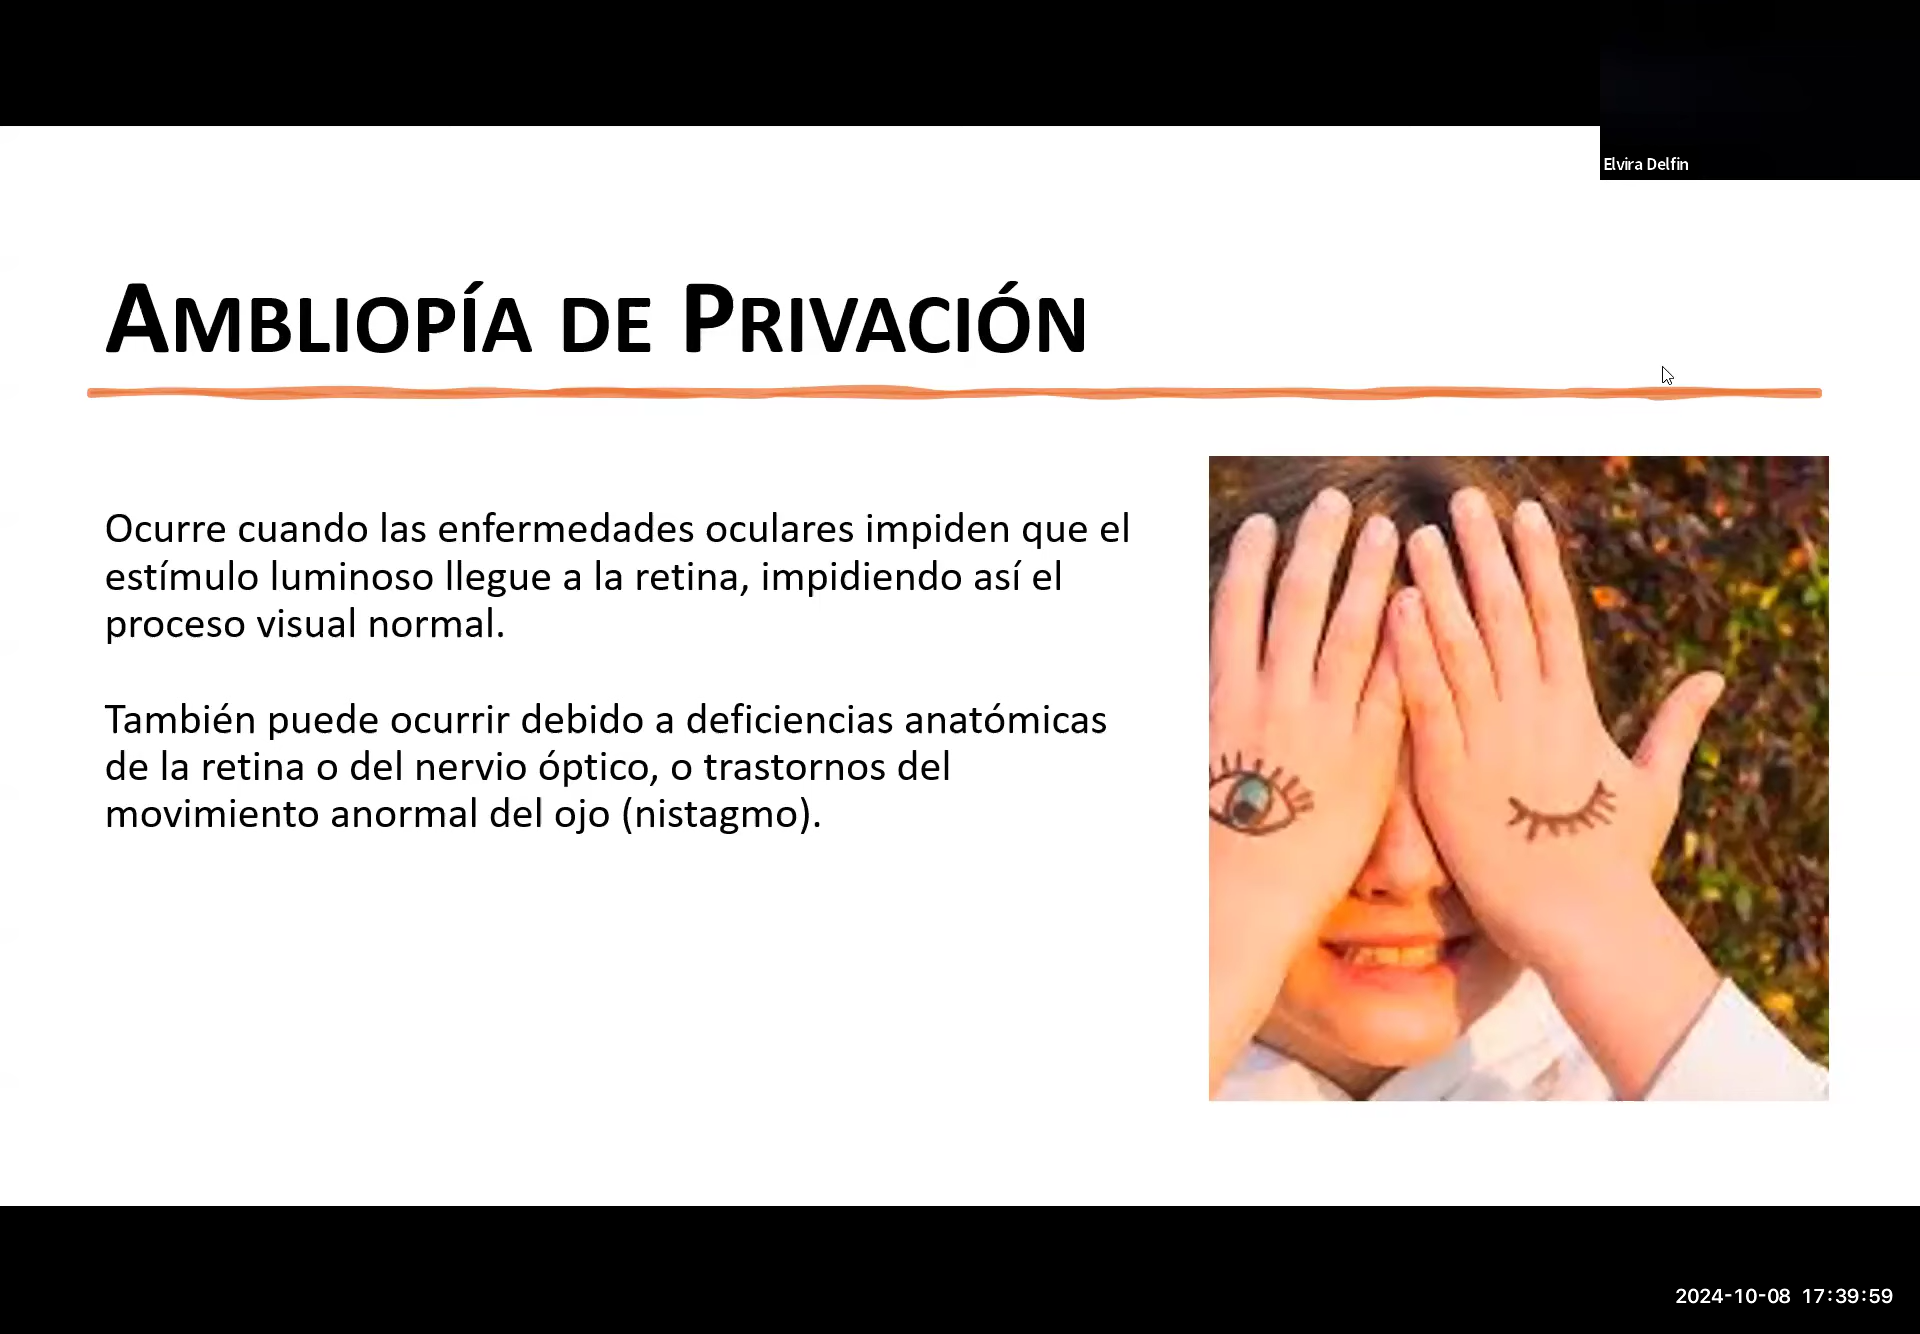 Elvira Delfin
Ambliopía de Privación
Ocurre cuando las enfermedades oculares impiden que el
estímulo luminoso llegue a la retina, impidiendo así el
proceso visual normal.
También puede ocurrir debido a deficiencias anatómicas
de la retina o del nervio óptico, o trastornos del
movimiento anormal del ojo (nistagmo).
2024-10-08 17:39:59